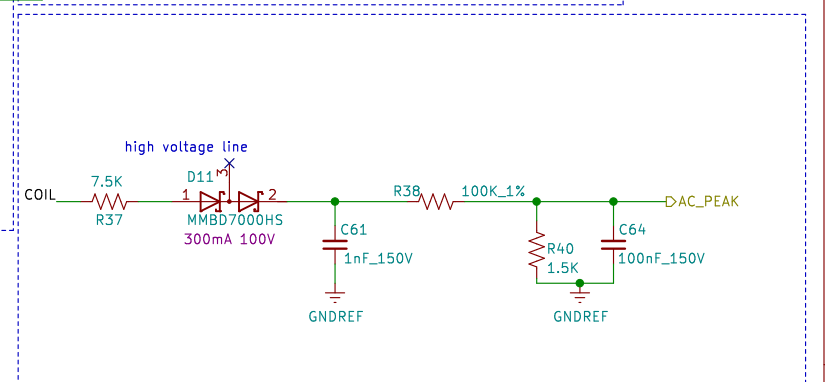 high voltage line
D11
3
7.5K
COIL
1
2
R37
MMBD7000HS
300mA 100V
R38
100K_1%
AC_PEAK
C61
1nF_150V
GNDREF
R40
1.5K
C64
100nF_150V
GNDREF